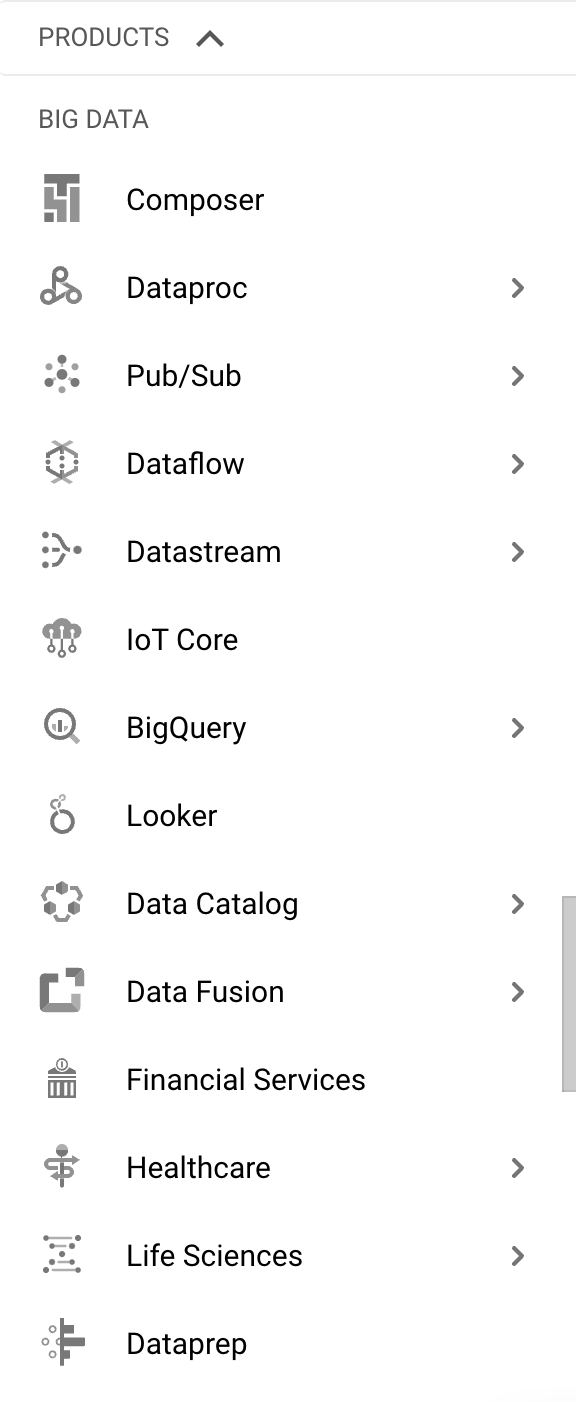 PRODUCTS
BIG DATA
Composer
Dataproc
Pub/Sub
Dataflow
Datastream
IoT Core
BigQuery
Looker
Data Catalog
Data Fusion
Financial Services
Healthcare
Life Sciences
Dataprep